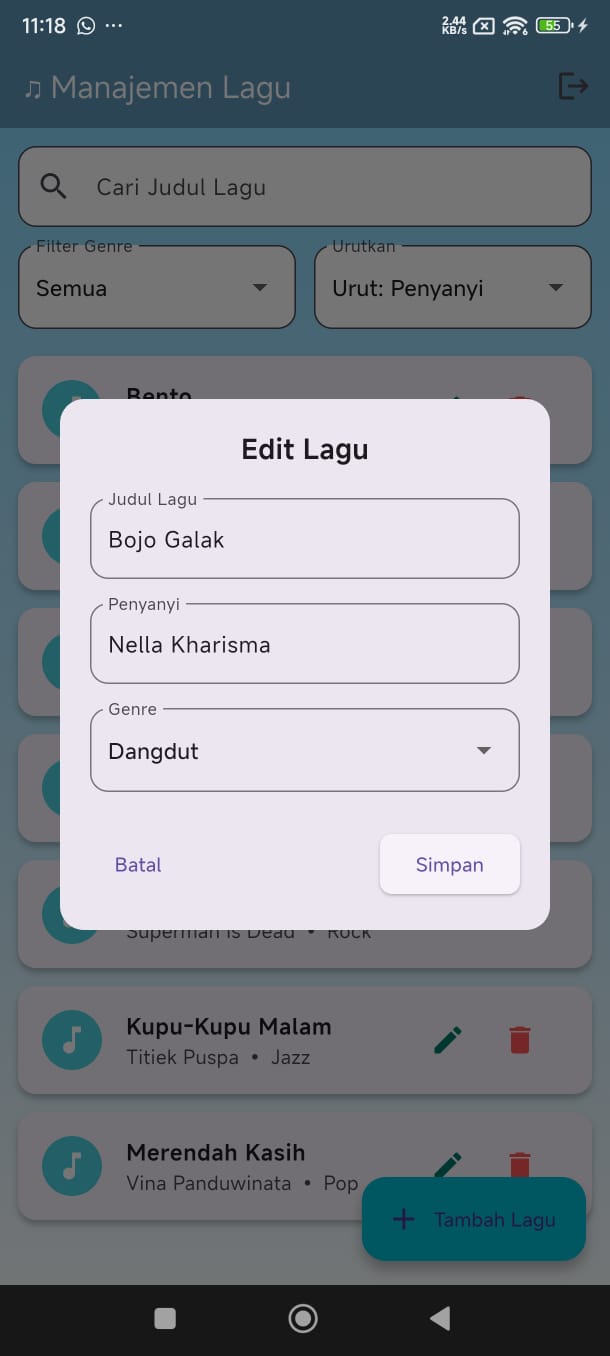 11:18
2.44
KB/s
6
55
♫ Manajemen Lagu
Cari Judul Lagu
Filter Genre
Urutkan
Semua
Urut: Penyanyi
Bento
Edit Lagu
Judul Lagu
Bojo Galak
Penyanyi
Nella Kharisma
Genre
Dangdut
Batal
Simpan
Superman Is Dead • Rock
Kupu-Kupu Malam
Titiek Puspa • Jazz
Merendah Kasih
Vina Panduwinata • Pop
+ Tambah Lagu